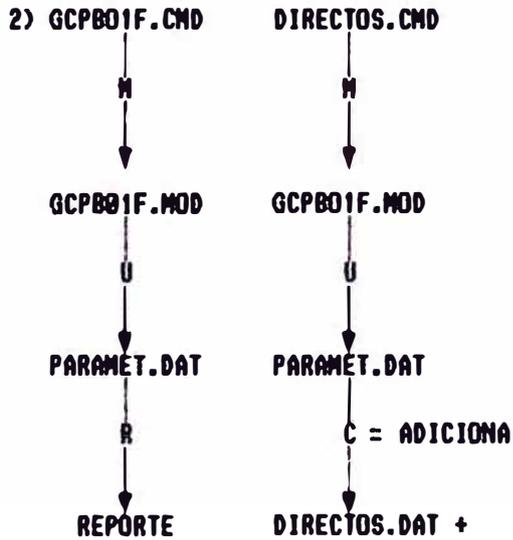 2) GCPB01F.CMD DIRECTOS.CMD
M M
GCPB01F.MOD GCPB01F.MOD
U U
PARAMET.DAT PARAMET.DAT
R C = ADICIONA
REPORTE DIRECTOS.DAT +